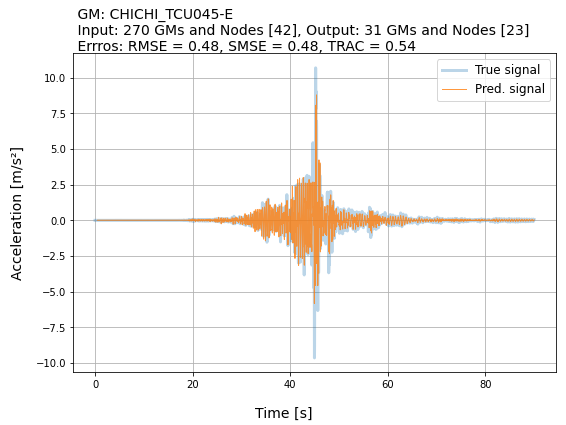 GM: CHICHI_TCU045-E
Input: 270 GMs and Nodes [42], Output: 31 GMs and Nodes [23]
Errros: RMSE = 0.48, SMSE = 0.48, TRAC = 0.54
True signal
Pred. signal
Acceleration [m/s²]
10.0
7.5
5.0
2.5
0.0
−2.5
−5.0
−7.5
−10.0
0 20 40 60 80
Time [s]